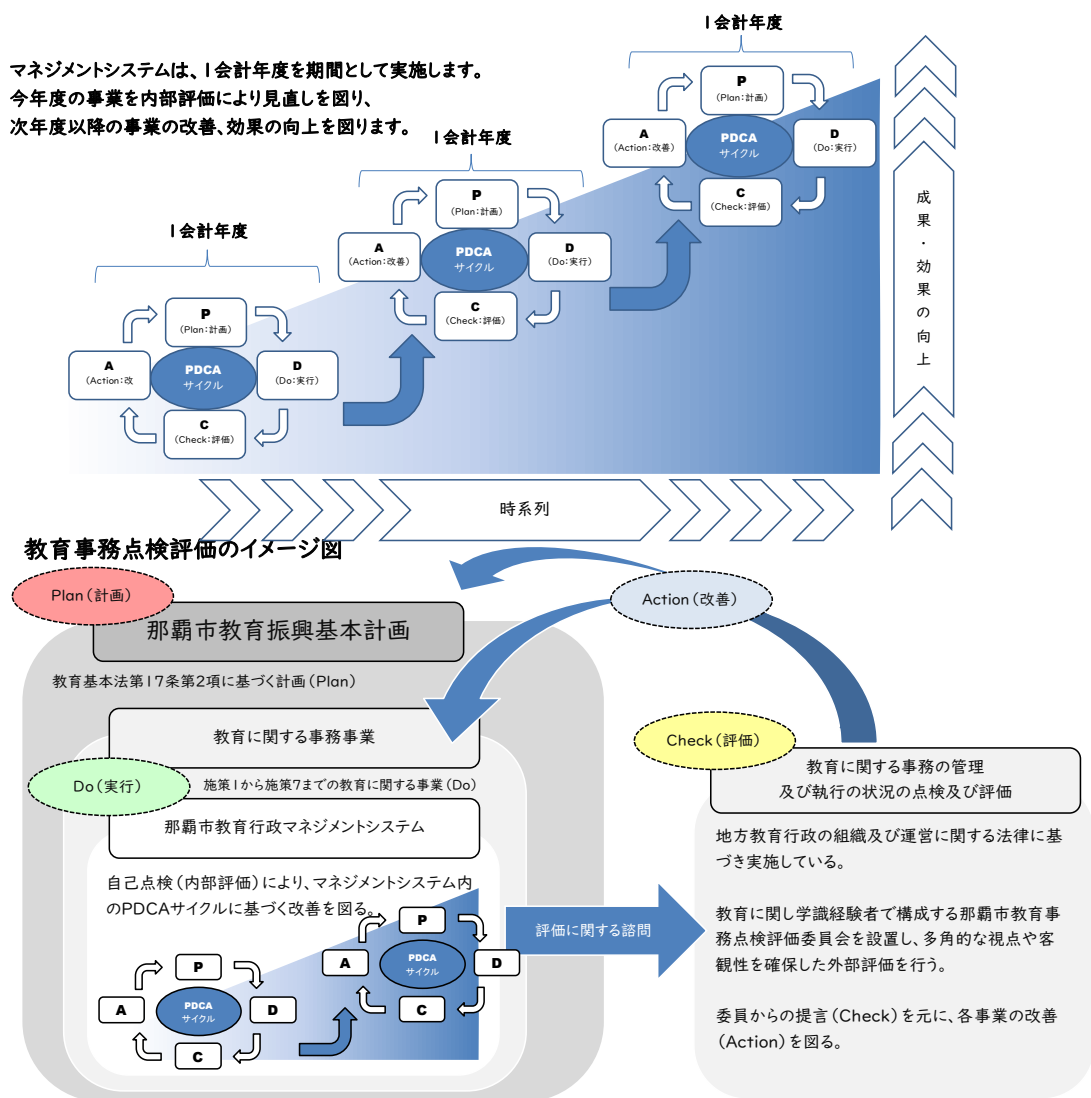 マネジメントシステムは、1会計年度を期間として実施します。
今年度の事業を内部評価により見直しを図り、
次年度以降の事業の改善、効果の向上を図ります。
1会計年度
P
(Plan:計画)
A
(Action:改善)
PDCA
サイクル
D
(Do:実行)
C
(Check:評価)
1会計年度
P
(Plan:計画)
A
(Action:改善)
PDCA
サイクル
D
(Do:実行)
C
(Check:評価)
1会計年度
P
(Plan:計画)
A
(Action:改
PDCA
サイクル
D
(Do:実行)
C
(Check:評価)
成果・効果の向上
時系列
教育事務点検評価のイメージ図
Plan(計画)
那覇市教育振興基本計画
教育基本法第17条第2項に基づく計画(Plan)
Action(改善)
教育に関する事務事業
Do(実行)
施策1から施策7までの教育に関する事業(Do)
那覇市教育行政マネジメントシステム
自己点検(内部評価)により、マネジメントシステム内
のPDCAサイクルに基づく改善を図る。
P
A
PDCA
サイクル
D
C
P
A
PDCA
サイクル
D
C
評価に関する諮問
Check(評価)
教育に関する事務の管理
及び執行の状況の点検及び評価
地方教育行政の組織及び運営に関する法律に基
づき実施している。
教育に関し学識経験者で構成する那覇市教育事
務点検評価委員会を設置し、多角的な視点や客
観性を確保した外部評価を行う。
委員からの提言(Check)を元に、各事業の改善
(Action)を図る。